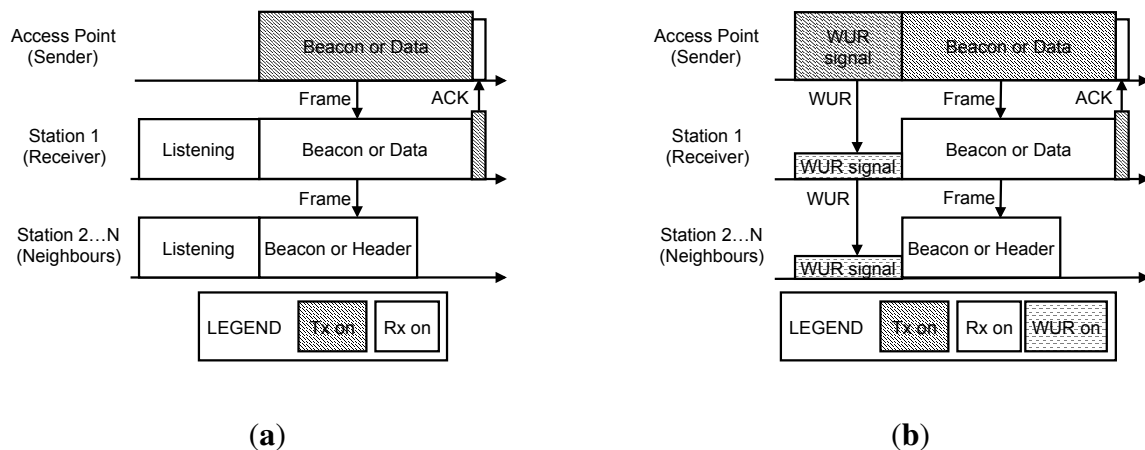 Access Point
(Sender)
Beacon or Data
Frame
ACK
Station 1
(Receiver)
Listening
Beacon or Data
Frame
Station 2...N
(Neighbours)
Listening
Beacon or Header
LEGEND
Tx on
Rx on
(a)
Access Point
(Sender)
WUR
signal
Beacon or Data
WUR
Frame
ACK
Station 1
(Receiver)
WUR signal
Beacon or Data
WUR
Frame
Station 2...N
(Neighbours)
WUR signal
Beacon or Header
LEGEND
Tx on
Rx on
WUR on
(b)